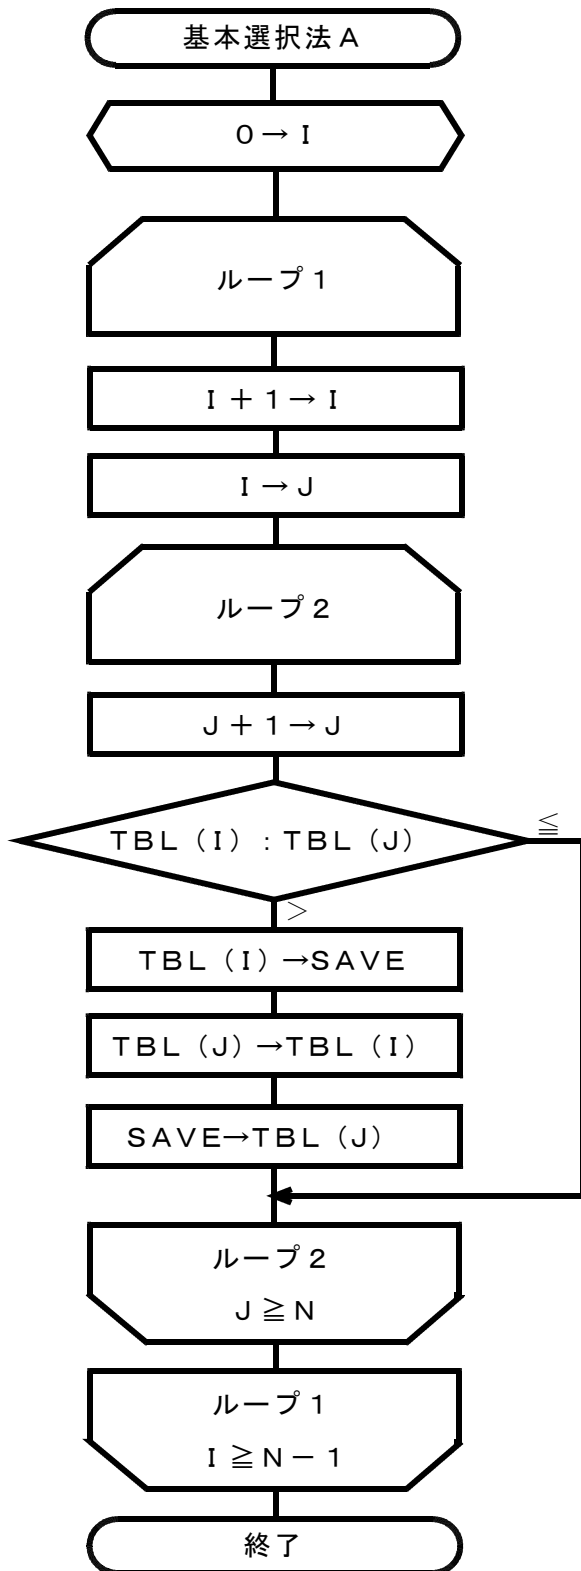 基本選択法Ａ
０→Ｉ
ループ１
Ｉ＋１→Ｉ
Ｉ→Ｊ
ループ２
Ｊ＋１→Ｊ
ＴＢＬ（Ｉ）：ＴＢＬ（Ｊ）
≦
＞
ＴＢＬ（Ｉ）→ＳＡＶＥ
ＴＢＬ（Ｊ）→ＴＢＬ（Ｉ）
ＳＡＶＥ→ＴＢＬ（Ｊ）
ループ２
Ｊ≧Ｎ
ループ１
Ｉ≧Ｎ－１
終了